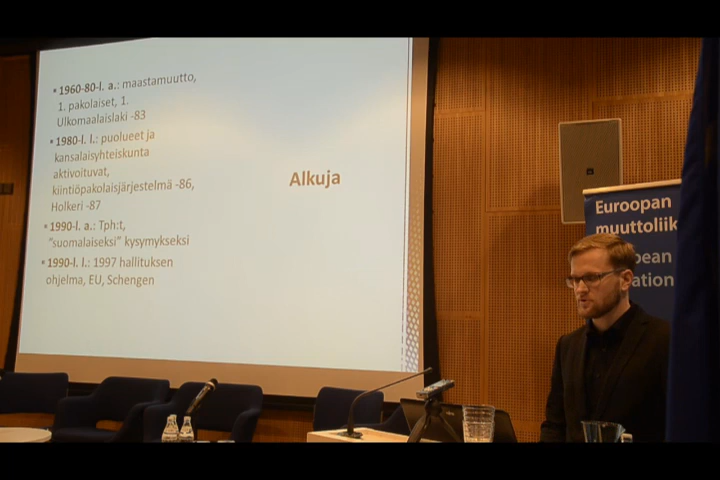 ▪ 1960-80-l. a.: maastamuutto,
1. pakolaiset, 1.
Ulkomaalaislaki -83
▪ 1980-l. l.: puolueet ja
kansalaisyhteiskunta
aktivoituvat,
kiintiöpakolaisjärjestelmä -86,
Holkeri -87
▪ 1990-l. a.: Tph:t,
"suomalaiseksi" kysymykseksi
▪ 1990-l. l.: 1997 hallituksen
ohjelma, EU, Schengen
Alkuja
Euroopan
muuttoliik
pean
ation